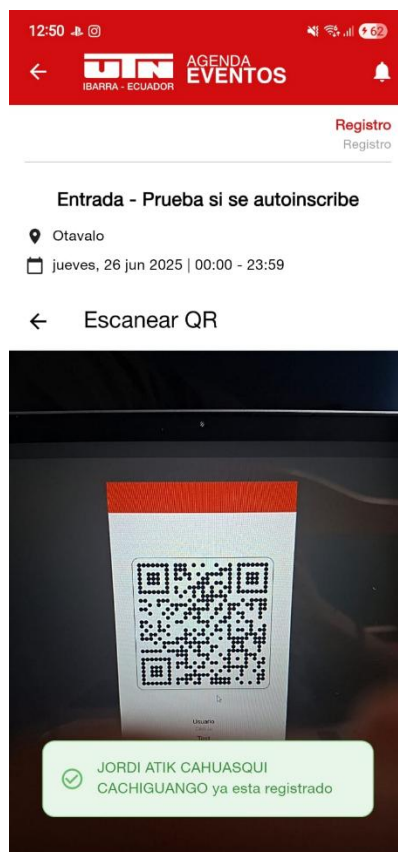 12:50
62
UTN
IBARRA - ECUADOR
AGENDA
EVENTOS
Registro
Registro
Entrada - Prueba si se autoinscribe
Otavalo
jueves, 26 jun 2025 | 00:00 - 23:59
Escanear QR
Usuario
JORDI ATIK CAHUASQUI
CACHIGUANGO ya esta registrado